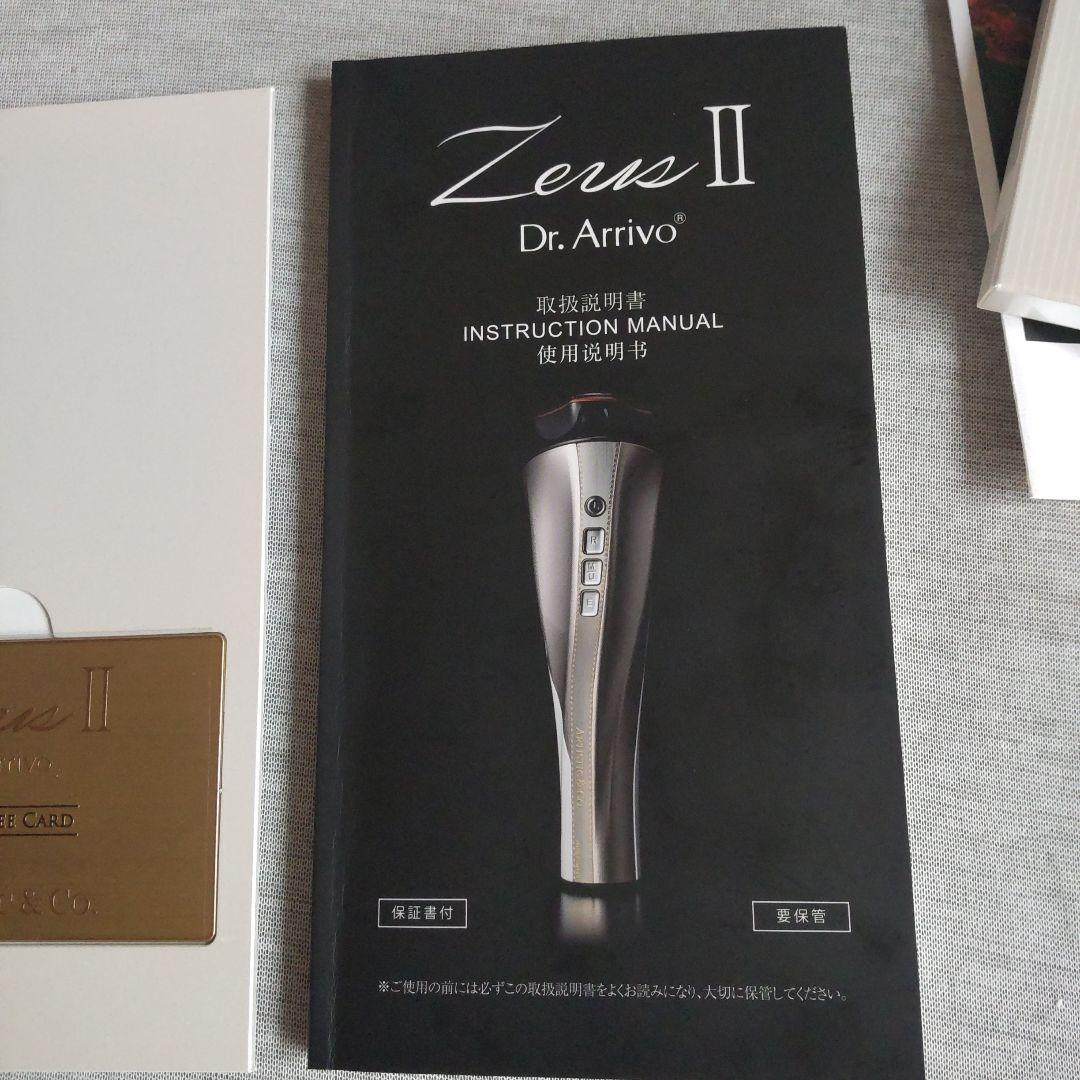 Zeus II
Dr. Arrivo®
取扱説明書
INSTRUCTION MANUAL
使用说明书
R
M
U
E
保証書付
要保管
※ご使用の前には必ずこの取扱説明書をよくお読みになり、大切に保管してください。
II
CARD
& Co.